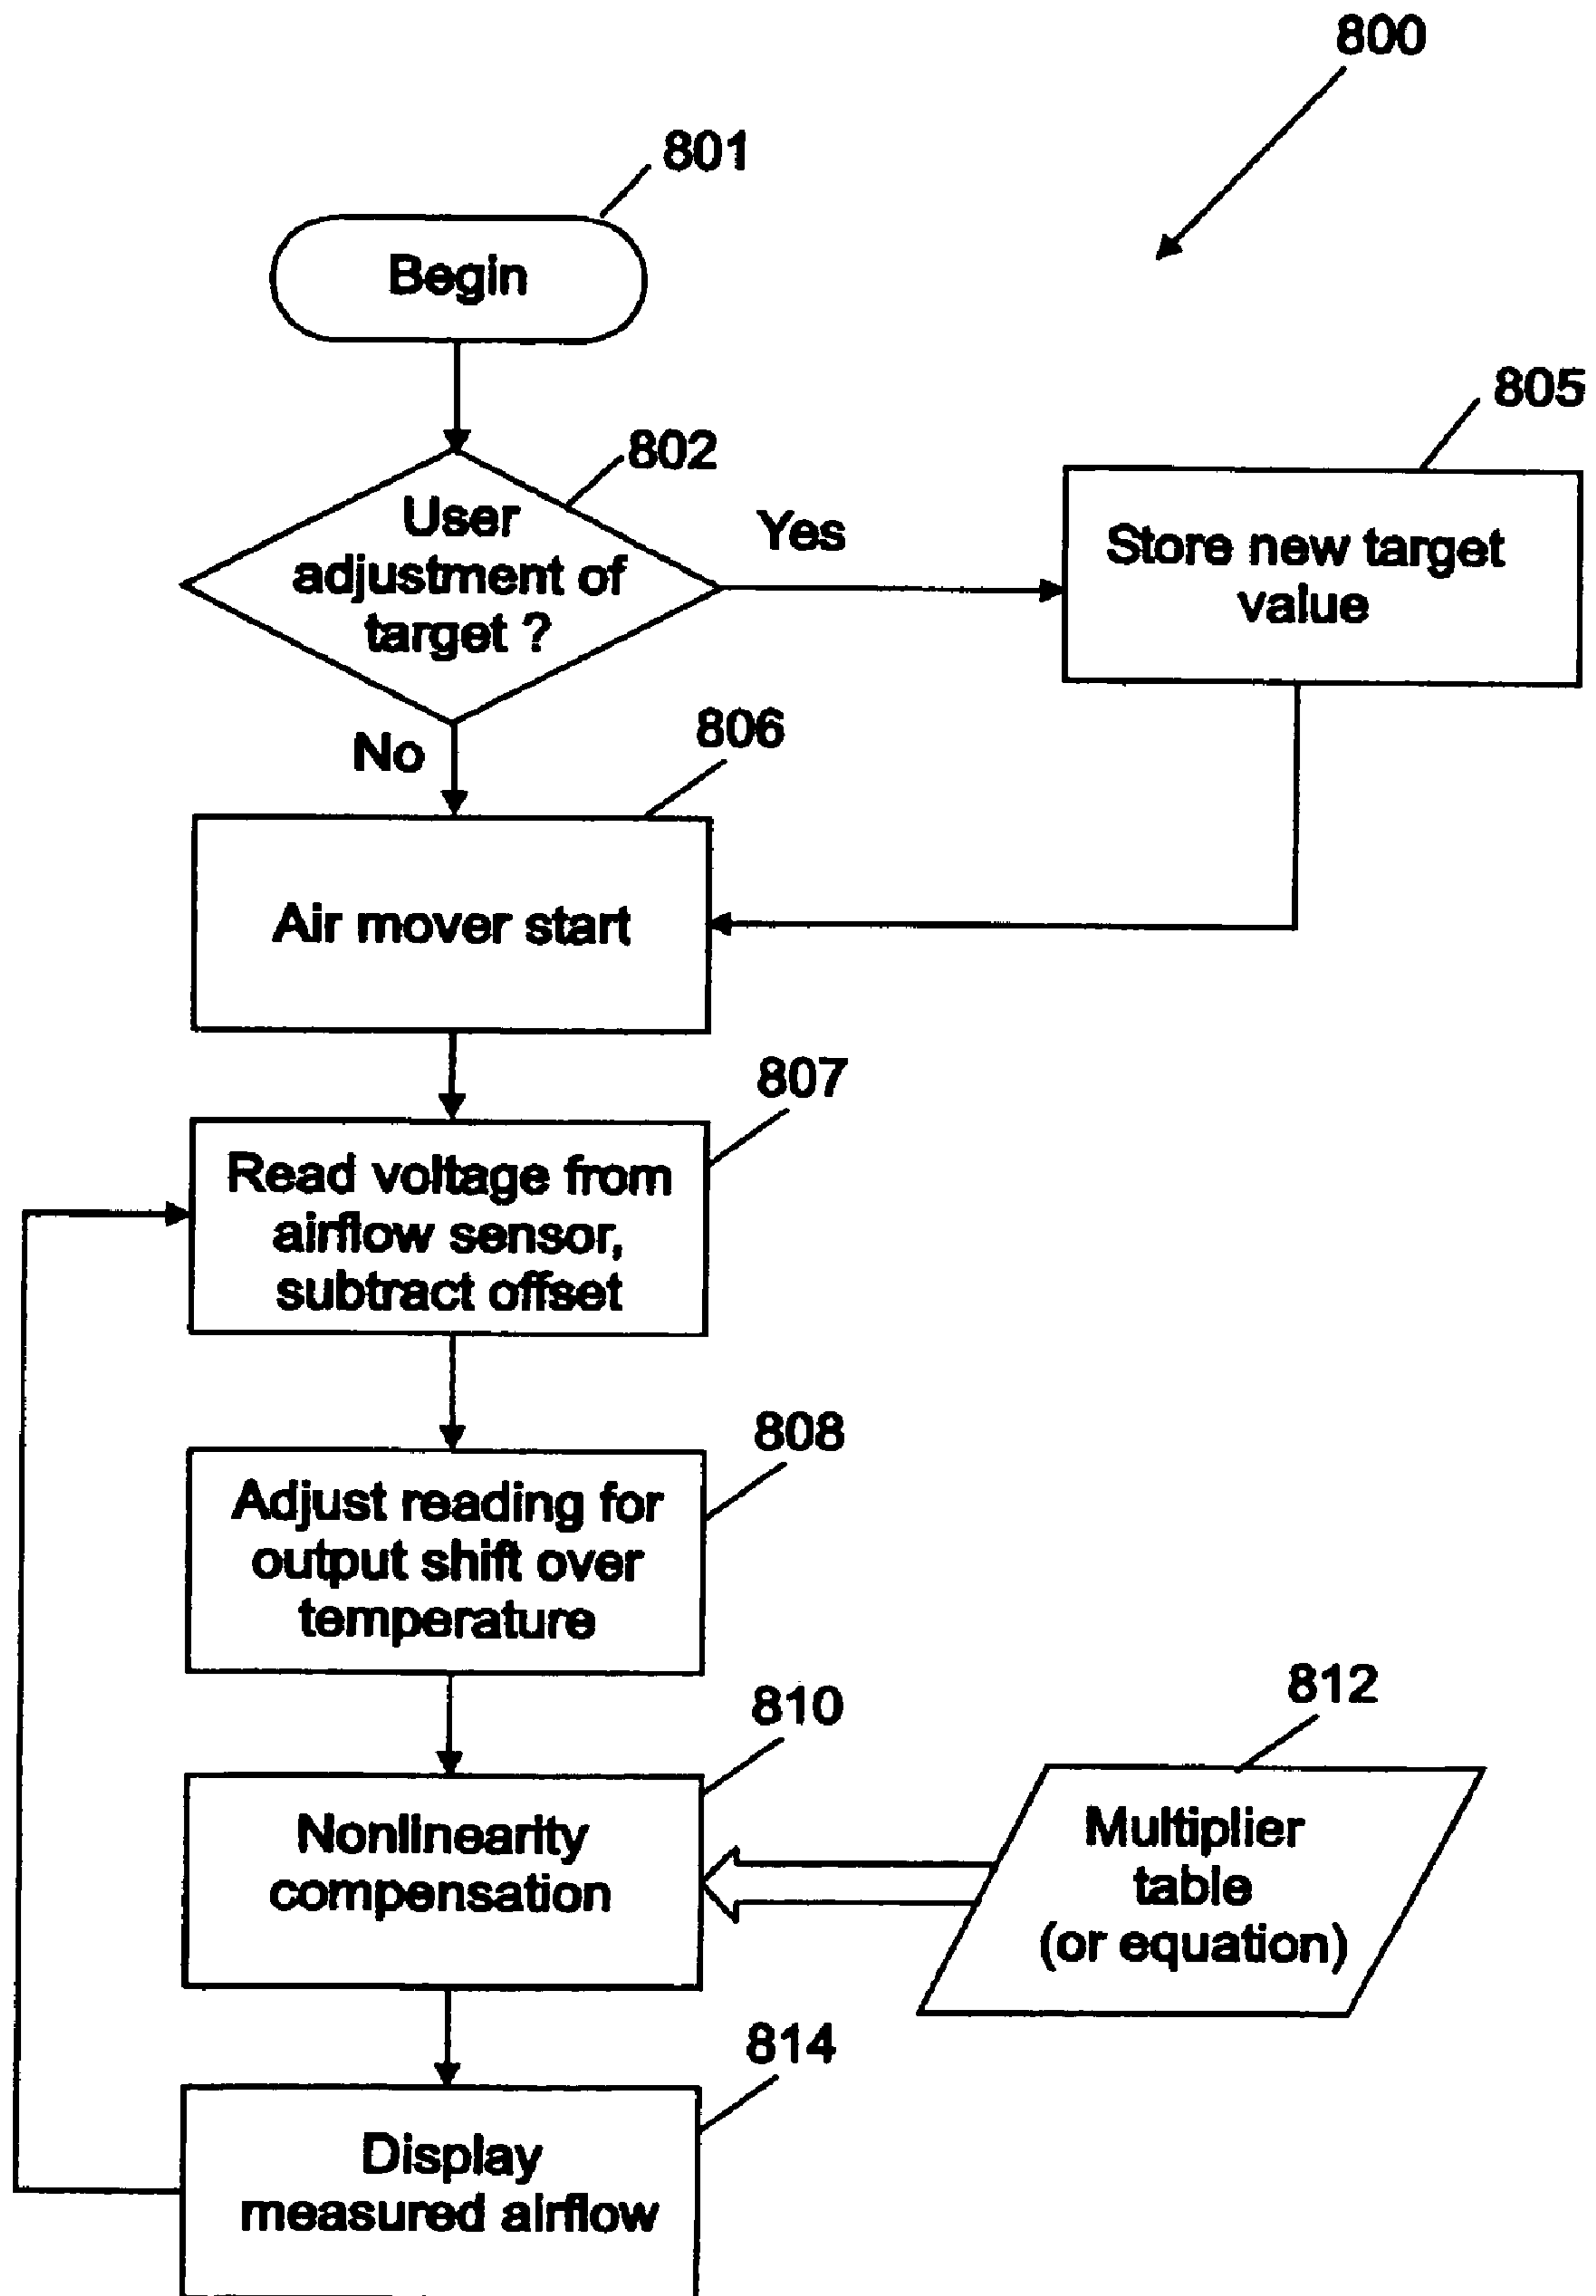 800
801
Begin
802
User
adjustment of
target ?
Yes
805
Store new target
value
No
806
Air mover start
807
Read voltage from
airflow sensor,
subtract offset
808
Adjust reading for
output shift over
temperature
810
Nonlinearity
compensation
812
Multiplier
table
(or equation)
814
Display
measured airflow